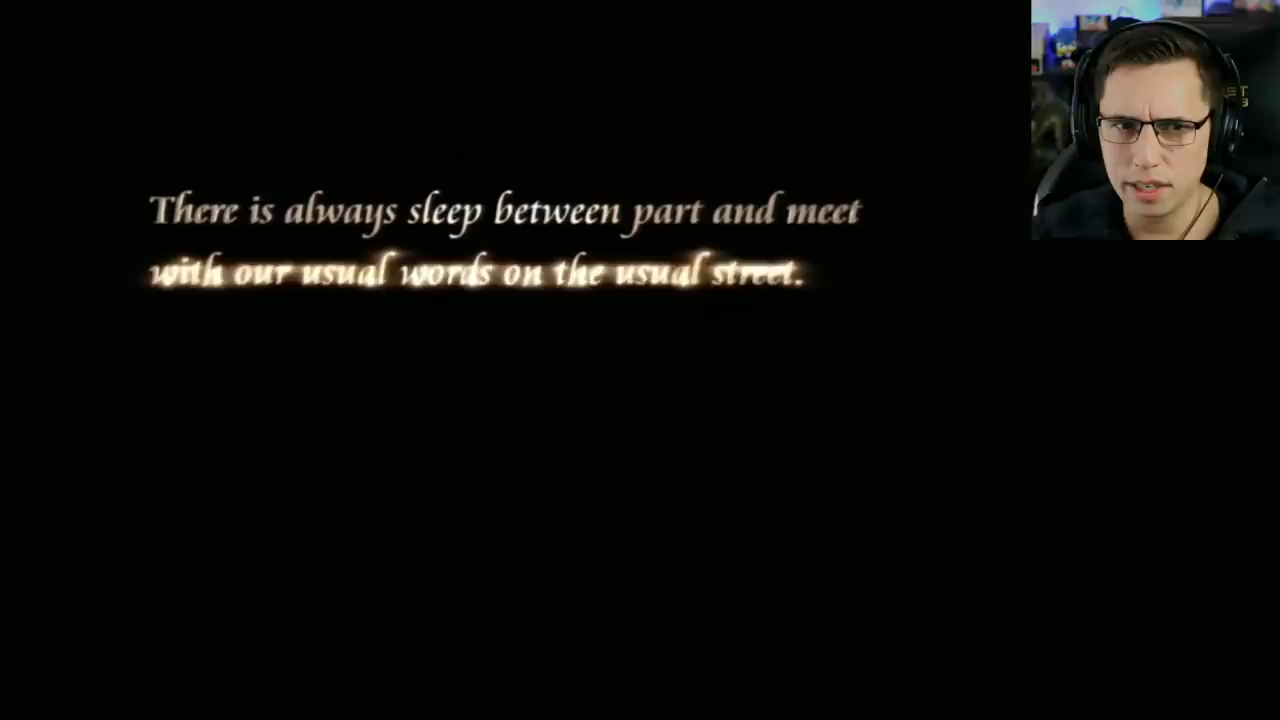 There is always sleep between part and meet
with our usual words on the usual street.